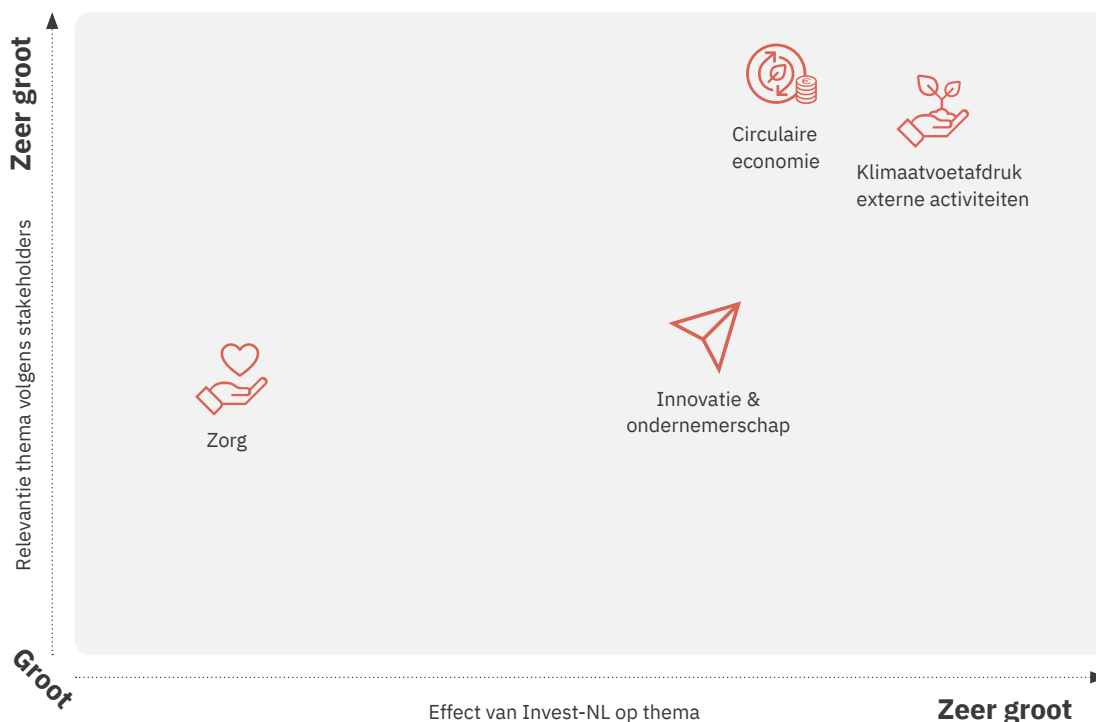 Zeer groot
Relevantie thema volgens stakeholders
Circulaire
economie
Klimaatvoetafdruk
externe activiteiten
Innovatie &
ondernemerschap
Zorg
Groot
Effect van Invest-NL op thema
Zeer groot